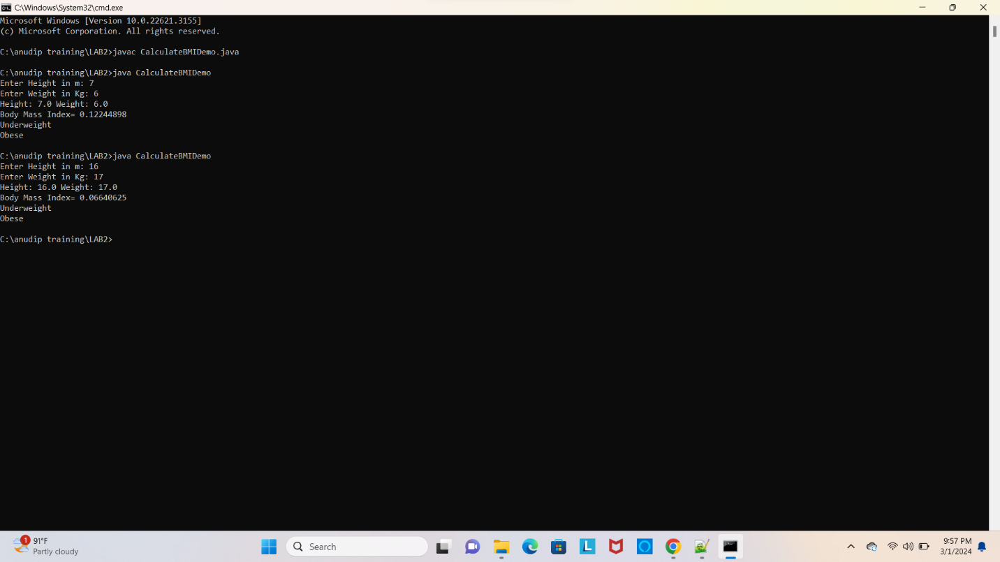 C:\Windows\System32\cmd.exe
Microsoft Windows [Version 10.0.22621.3155]
(c) Microsoft Corporation. All rights reserved.
C:\anudip training\LAB2>javac CalculateBMIDemo.java
C:\anudip training\LAB2>java CalculateBMIDemo
Enter Height in m: 7
Enter Weight in Kg: 6
Height: 7.0 Weight: 6.0
Body Mass Index= 0.12244898
Underweight
Obese
C:\anudip training\LAB2>java CalculateBMIDemo
Enter Height in m: 16
Enter Weight in Kg: 17
Height: 16.0 Weight: 17.0
Body Mass Index= 0.06640625
Underweight
Obese
C:\anudip training\LAB2>
1
91°F
Partly cloudy
Search
L
9:57 PM
3/1/2024